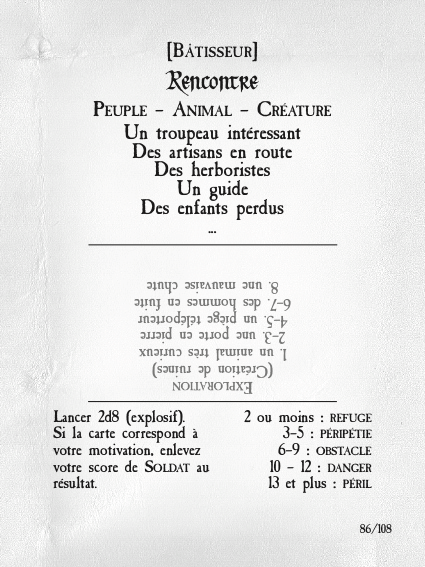 [Bâtisseur]
Rencontre
Peuple – Animal – Créature
Un troupeau intéressant
Des artisans en route
Des herboristes
Un guide
Des enfants perdus
...
Exploration
(Création de ruines)
1. un animal très curieux
2-3. une porte en pierre
4-5. un piège téléporteur
6-7. des hommes en fuite
8. une mauvaise chute
Lancer 2d8 (explosif).
Si la carte correspond à
votre motivation, enlevez
votre score de Soldat au
résultat.
2 ou moins : refuge
3-5 : péripétie
6-9 : obstacle
10 - 12 : danger
13 et plus : péril
86/108